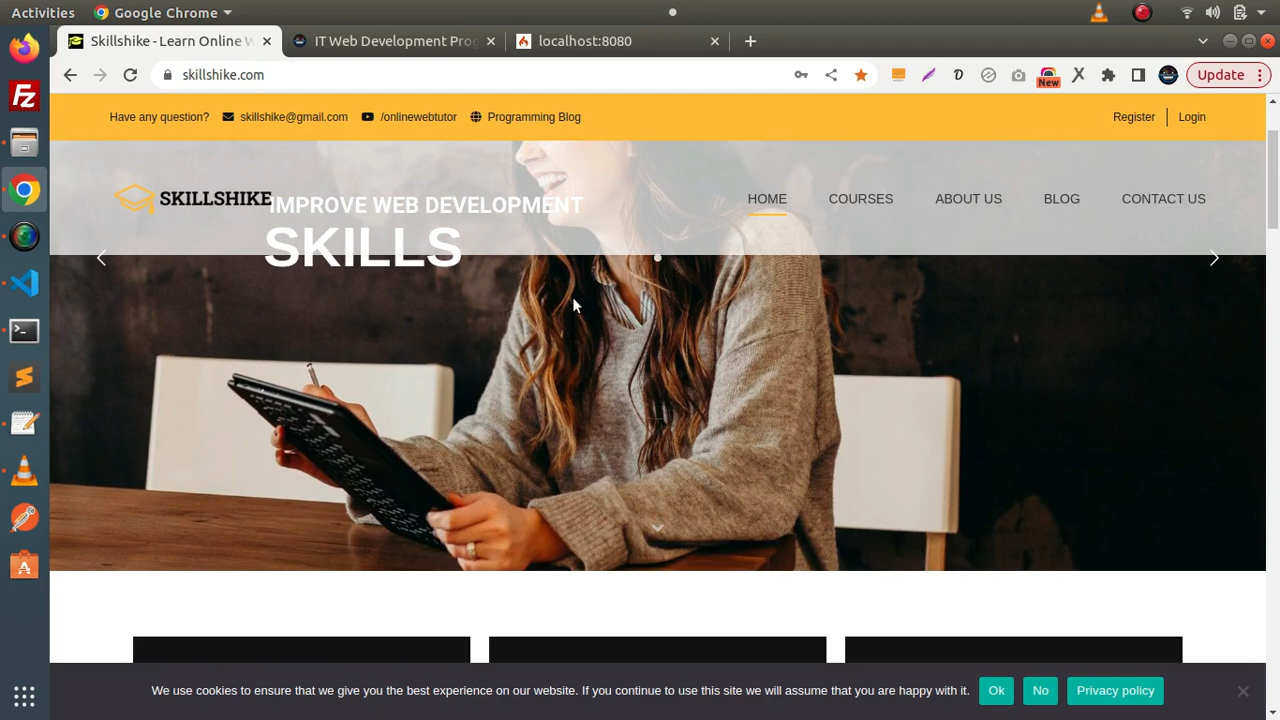 Activities Google Chrome
Skillshike - Learn Online W
IT Web Development Prog
localhost:8080
skillshike.com
New
Update
Have any question? skillshike@gmail.com /onlinewebtutor Programming Blog
Register Login
SKILLSHIKE
HOME COURSES ABOUT US BLOG CONTACT US
IMPROVE WEB DEVELOPMENT
SKILLS
We use cookies to ensure that we give you the best experience on our website. If you continue to use this site we will assume that you are happy with it. Ok No Privacy policy